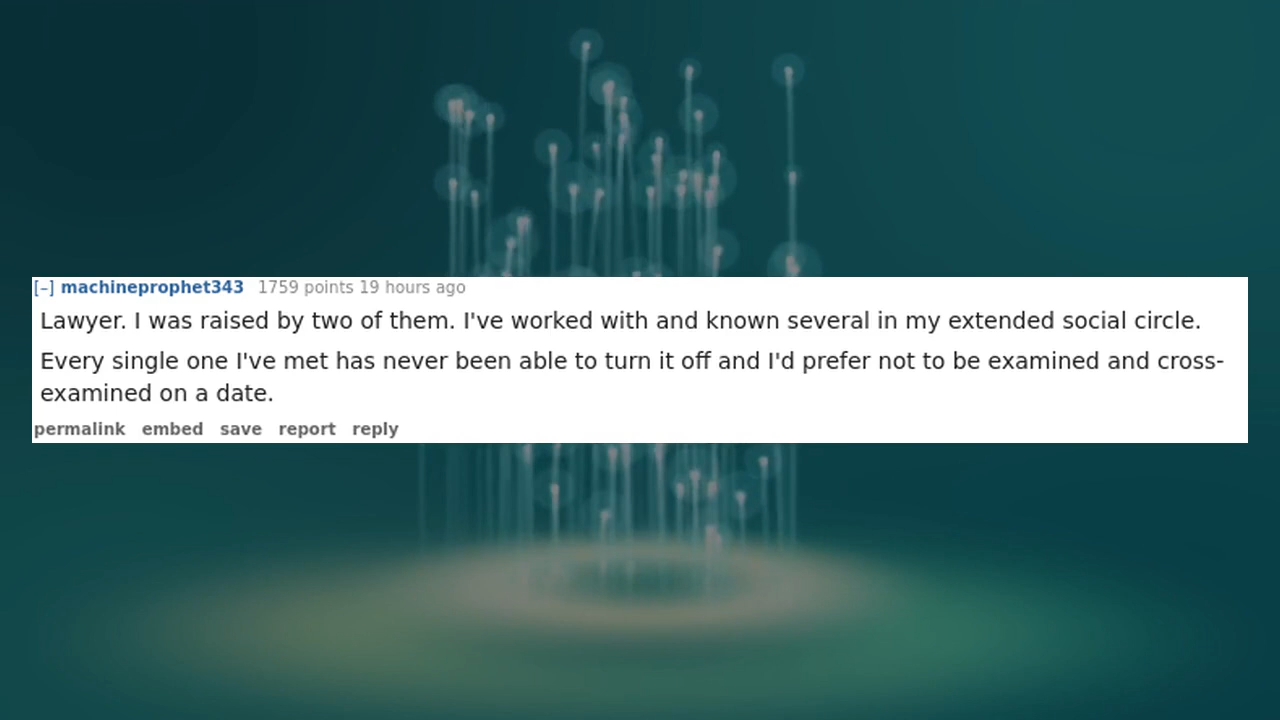 [–] machineprophet343 1759 points 19 hours ago
Lawyer. I was raised by two of them. I've worked with and known several in my extended social circle.
Every single one I've met has never been able to turn it off and I'd prefer not to be examined and cross-
examined on a date.
permalink embed save report reply